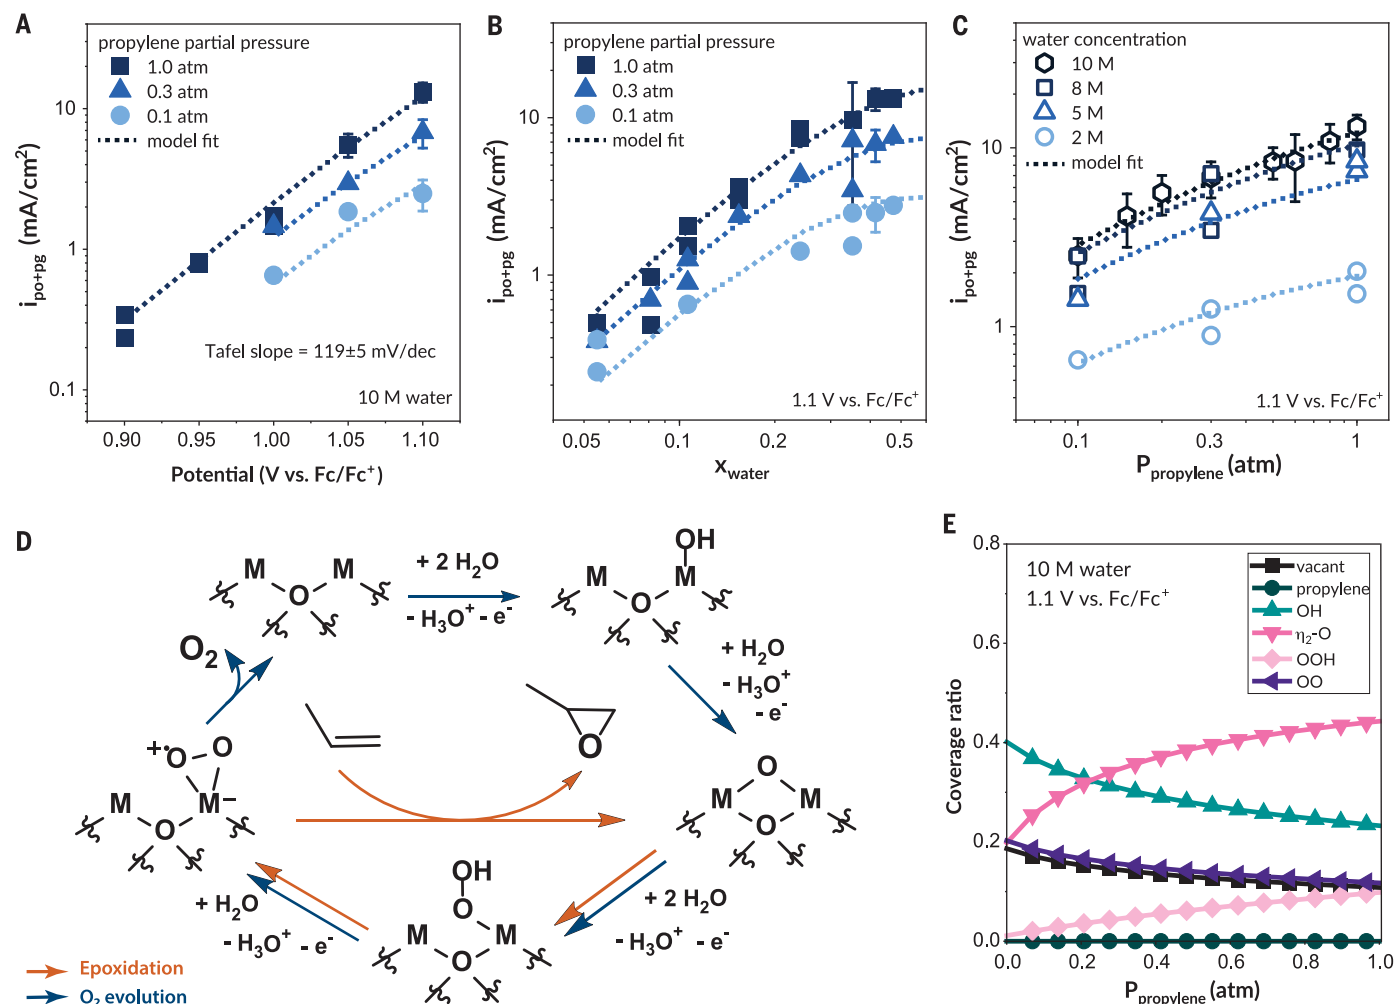 A
propylene partial pressure
1.0 atm
0.3 atm
0.1 atm
model fit
Tafel slope = 119±5 mV/dec
10 M water
i_po+pg (mA/cm²)
10
1
0.1
0.90 0.95 1.00 1.05 1.10
Potential (V vs. Fc/Fc⁺)
B
propylene partial pressure
1.0 atm
0.3 atm
0.1 atm
model fit
1.1 V vs. Fc/Fc⁺
i_po+pg (mA/cm²)
10
1
0.05 0.1 0.2 0.5
x_water
C
water concentration
10 M
8 M
5 M
2 M
model fit
1.1 V vs. Fc/Fc⁺
i_po+pg (mA/cm²)
10
1
0.1 0.3 1
P_propylene (atm)
D
M M
O
+ 2 H₂O
- H₃O⁺ - e⁻
OH
M M
O
+ H₂O
- H₃O⁺
- e⁻
O
M M
O
+ 2 H₂O
- H₃O⁺ - e⁻
OH
O
M M
O
+ H₂O
- H₃O⁺ - e⁻
+• O O
M M−
O
O₂
O
Epoxidation
O₂ evolution
E
10 M water
1.1 V vs. Fc/Fc⁺
vacant
propylene
OH
η₂-O
OOH
OO
Coverage ratio
0.8
0.6
0.4
0.2
0.0
0.0 0.2 0.4 0.6 0.8 1.0
P_propylene (atm)